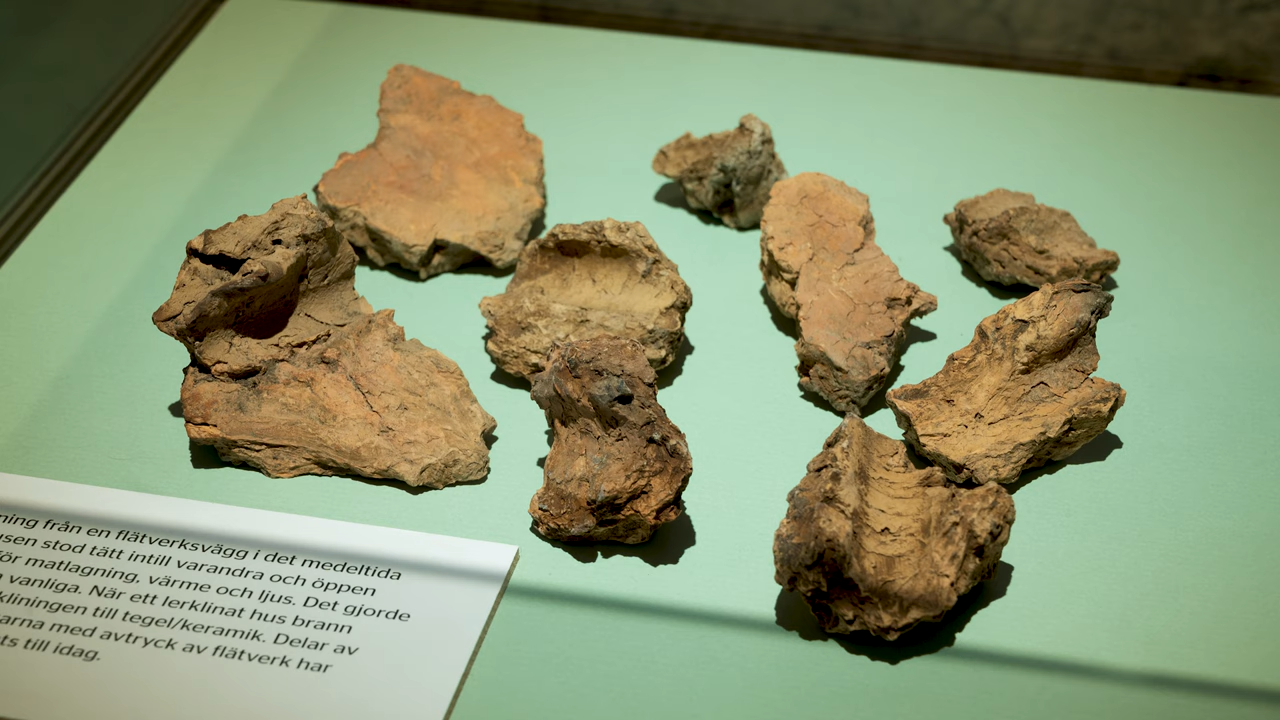 ning från en flätverksvägg i det medeltida
usen stod tätt intill varandra och öppen
ör matlagning, värme och ljus. Det gjorde
vanliga. När ett lerklinat hus brann
kliningen till tegel/keramik. Delar av
karna med avtryck av flätverk har
ts till idag.